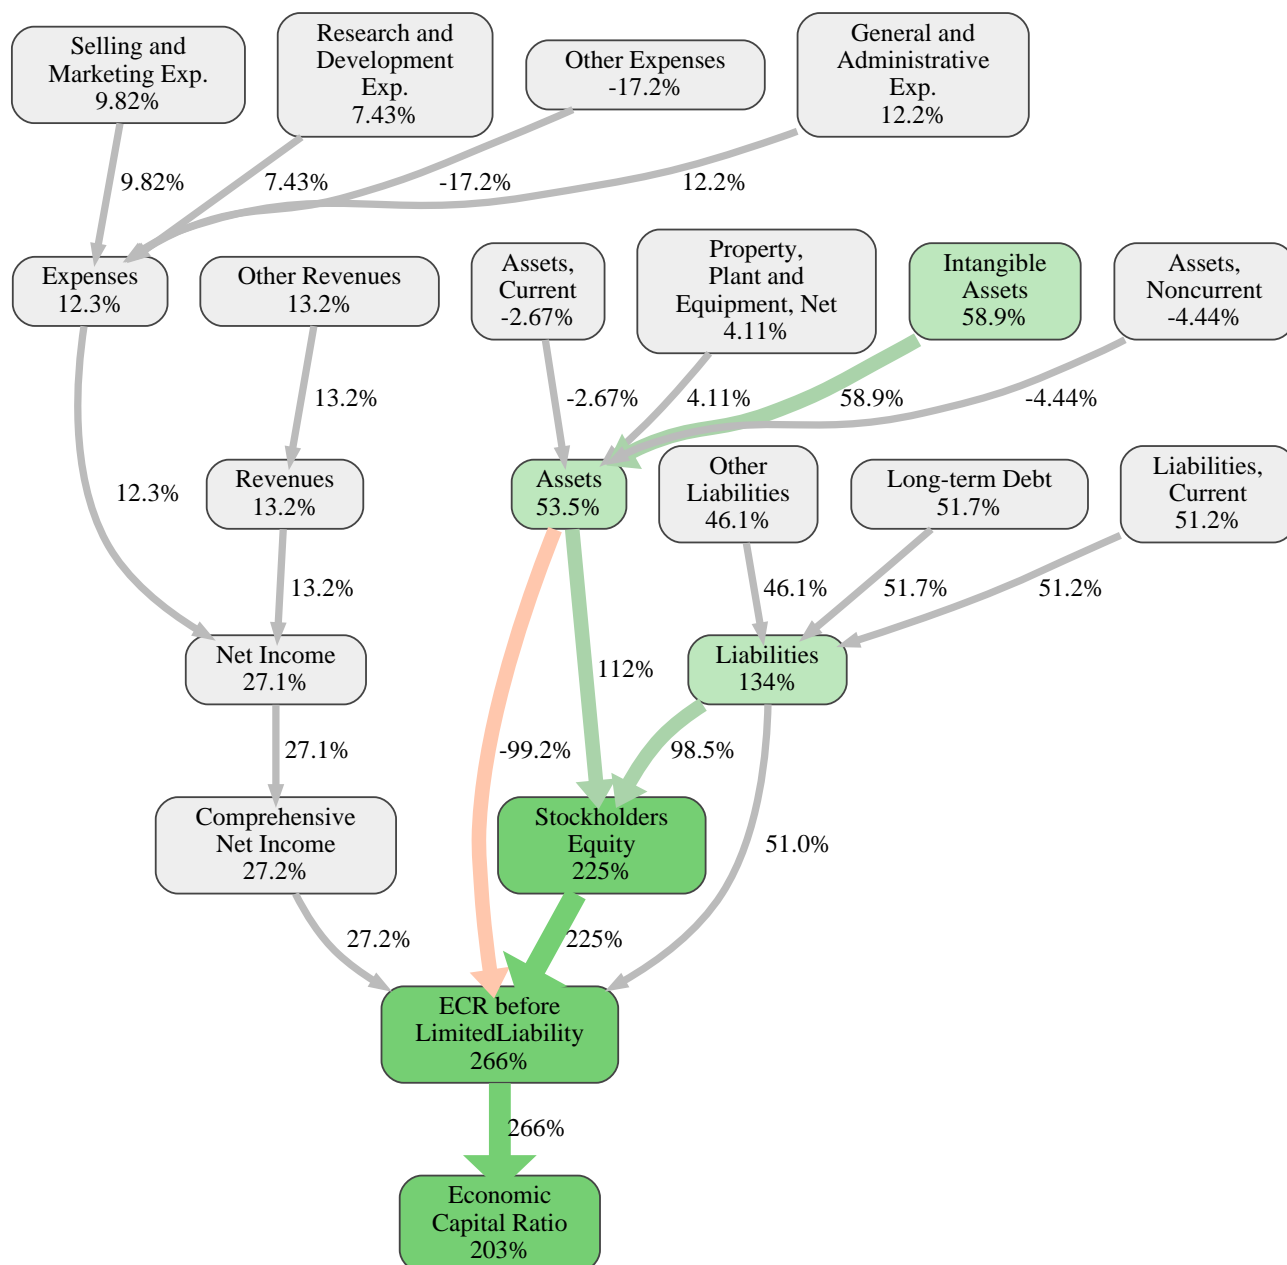 Selling and
Marketing Exp.
9.82%
Research and
Development
Exp.
7.43%
Other Expenses
-17.2%
General and
Administrative
Exp.
12.2%
9.82%
7.43%
-17.2%
12.2%
Expenses
12.3%
Other Revenues
13.2%
Assets,
Current
-2.67%
Property,
Plant and
Equipment, Net
4.11%
Intangible
Assets
58.9%
Assets,
Noncurrent
-4.44%
13.2%
-2.67%
4.11%
58.9%
-4.44%
12.3%
Revenues
13.2%
Assets
53.5%
Other
Liabilities
46.1%
Long-term Debt
51.7%
Liabilities,
Current
51.2%
13.2%
46.1%
51.7%
51.2%
Net Income
27.1%
112%
Liabilities
134%
27.1%
-99.2%
98.5%
Comprehensive
Net Income
27.2%
Stockholders
Equity
225%
51.0%
27.2%
225%
ECR before
LimitedLiability
266%
266%
Economic
Capital Ratio
203%